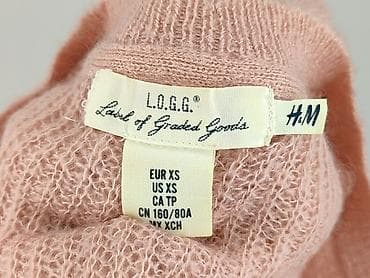 L.O.G.G.®
Label of Graded Goods.
H&M
EUR XS
US XS
CA TP
CN 160/80A
MX XCH